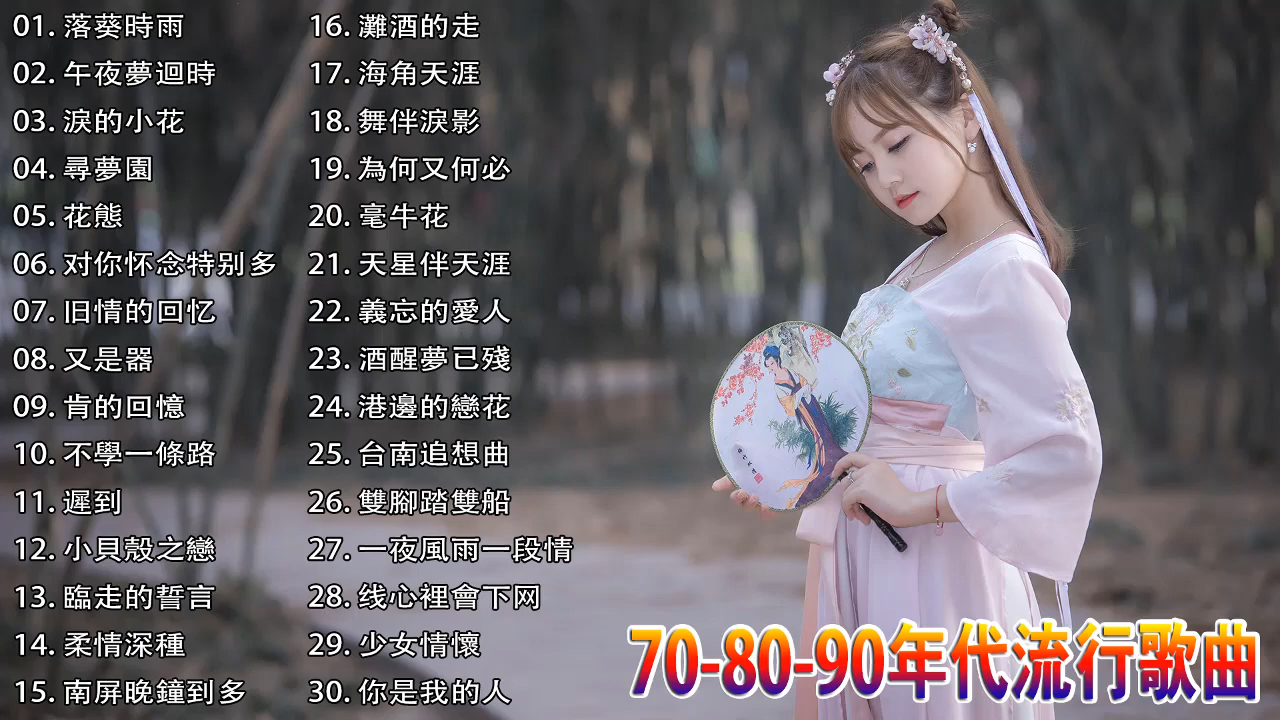 01. 落葵時雨
02. 午夜夢迴時
03. 淚的小花
04. 尋夢園
05. 花態
06. 对你怀念特别多
07. 旧情的回忆
08. 又是器
09. 肯的回憶
10. 不學一條路
11. 遲到
12. 小貝殼之戀
13. 臨走的誓言
14. 柔情深種
15. 南屏晚鐘到多
16. 灘酒的走
17. 海角天涯
18. 舞伴淚影
19. 為何又何必
20. 毫牛花
21. 天星伴天涯
22. 義忘的愛人
23. 酒醒夢已殘
24. 港邊的戀花
25. 台南追想曲
26. 雙腳踏雙船
27. 一夜風雨一段情
28. 线心裡會下网
29. 少女情懷
30. 你是我的人
70-80-90年代流行歌曲